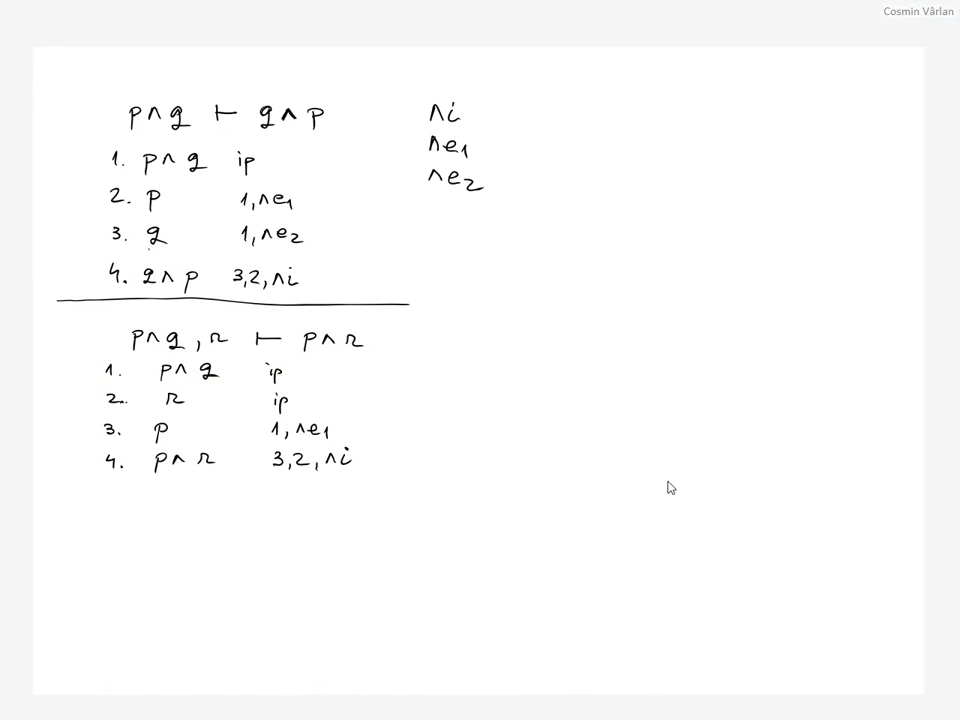 Cosmin Vârlan
p∧q ⊢ q∧p
1. p∧q ip
2. p 1,∧e1
3. q 1,∧e2
4. q∧p 3,2,∧i
∧i
∧e1
∧e2
p∧q,r ⊢ p∧r
1. p∧q ip
2. r ip
3. p 1,∧e1
4. p∧r 3,2,∧i